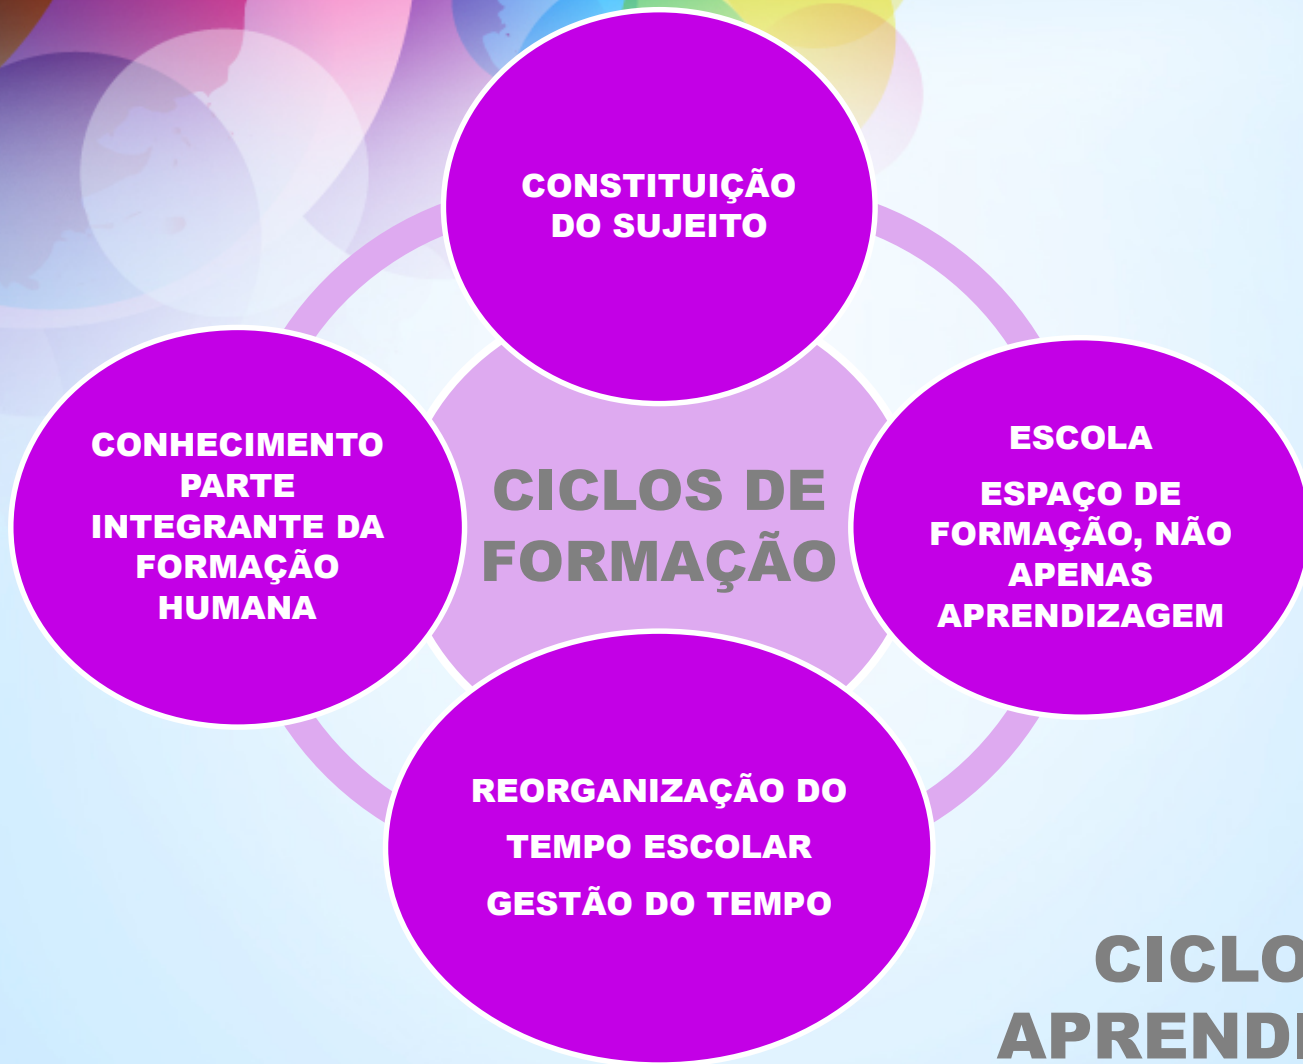 CONSTITUIÇÃO
DO SUJEITO
CONHECIMENTO
PARTE
INTEGRANTE DA
FORMAÇÃO
HUMANA
CICLOS DE
FORMAÇÃO
ESCOLA
ESPAÇO DE
FORMAÇÃO, NÃO
APENAS
APRENDIZAGEM
REORGANIZAÇÃO DO
TEMPO ESCOLAR
GESTÃO DO TEMPO